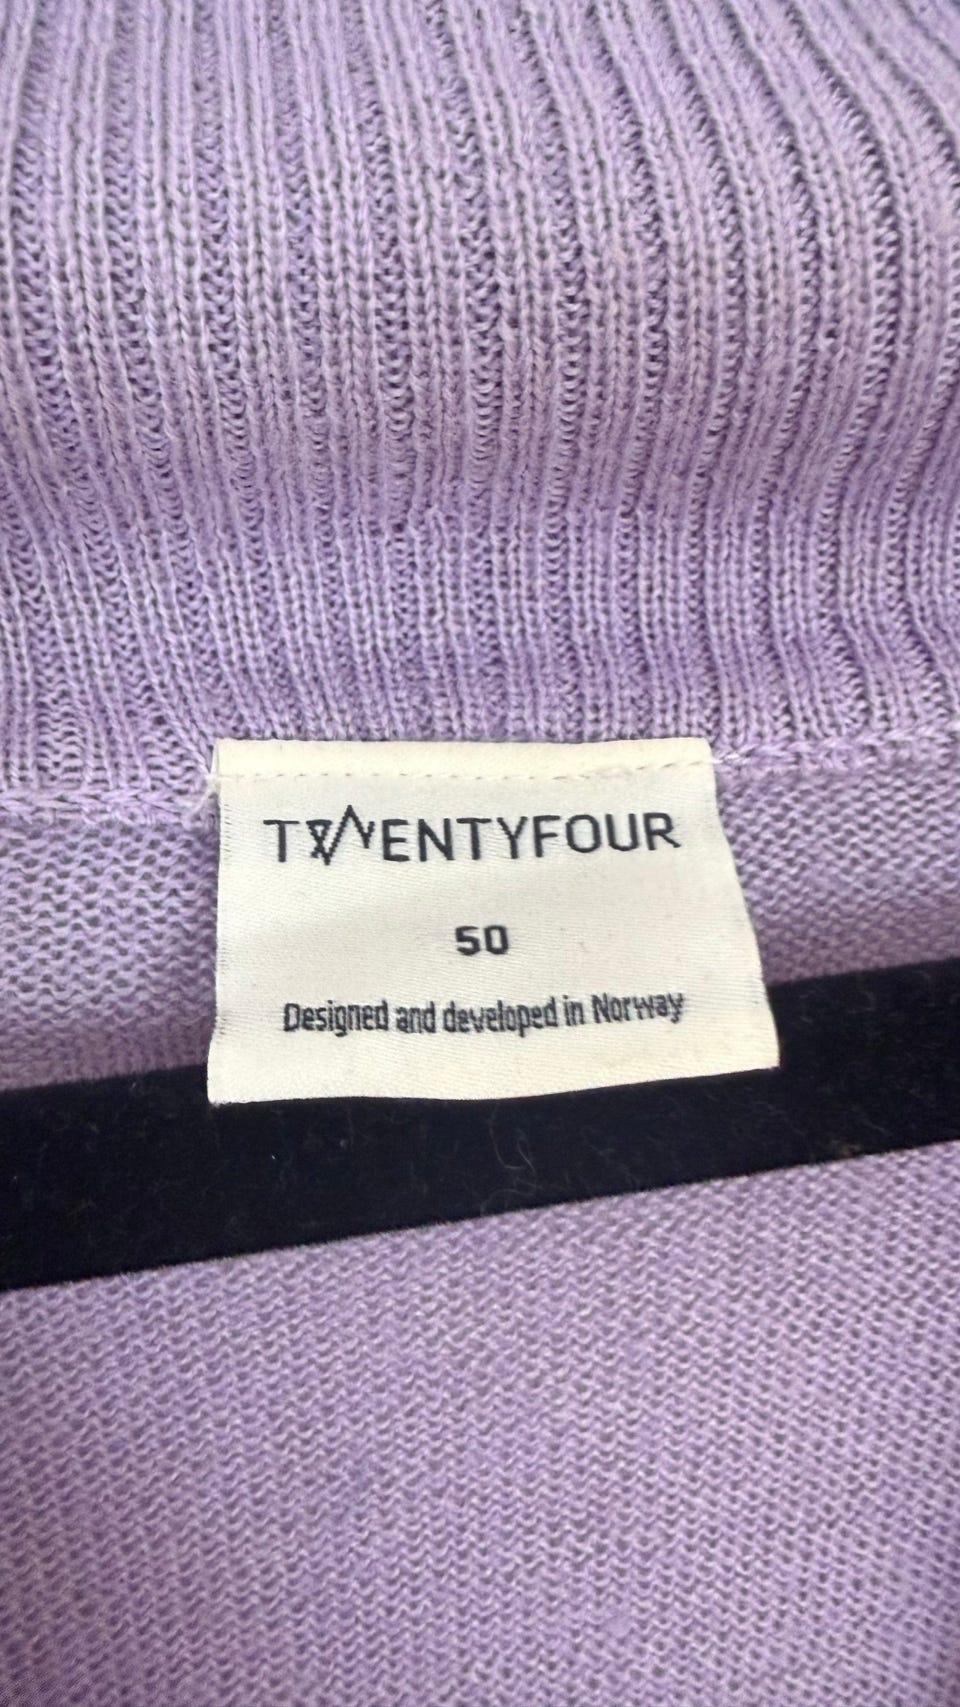 TWENTYFOUR
50
Designed and developed in Norway